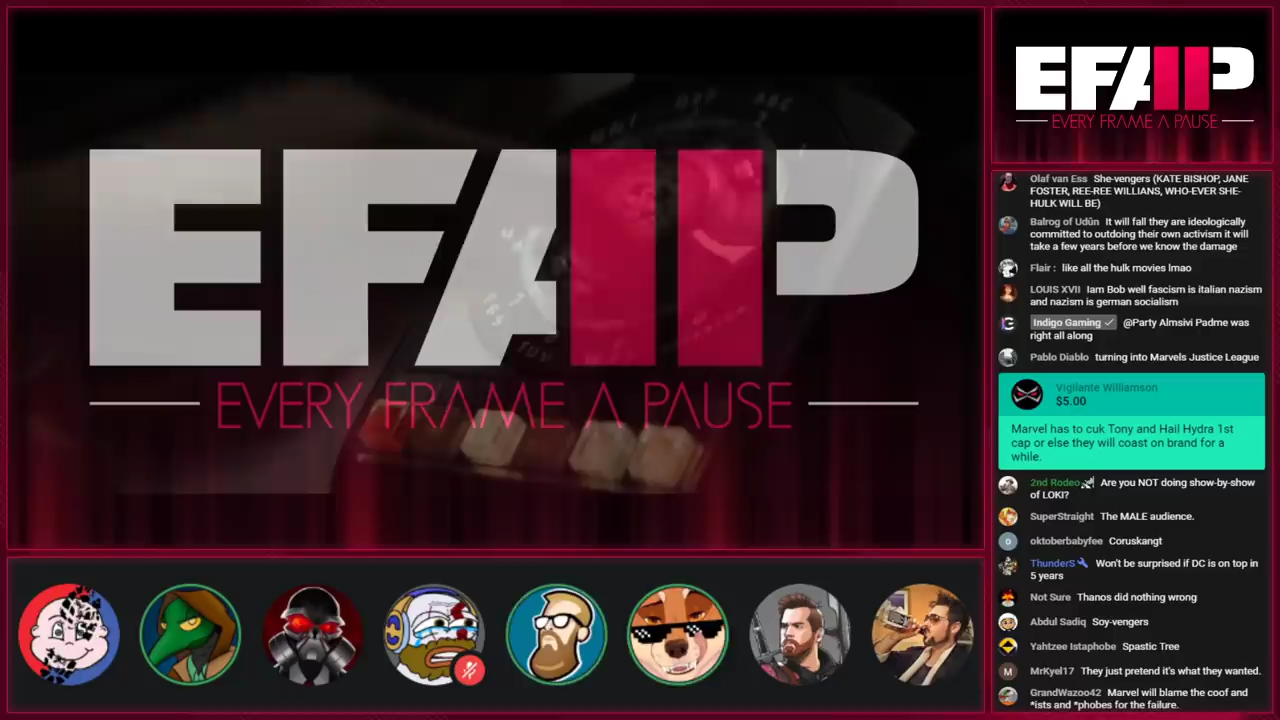 EFAP
EVERY FRAME A PAUSE
EFAP
EVERY FRAME A PAUSE
Olaf van Ess She-vengers (KATE BISHOP, JANE
FOSTER, REE-REE WILLIANS, WHO-EVER SHE-
HULK WILL BE)
Balrog of Udûn It will fall they are ideologically
committed to outdoing their own activism it will
take a few years before we know the damage
Flair : like all the hulk movies lmao
LOUIS XVII Iam Bob well fascism is italian nazism
and nazism is german socialism
Indigo Gaming @Party Almsivi Padme was
right all along
Pablo Diablo turning into Marvels Justice League
Vigilante Williamson
$5.00
Marvel has to cuk Tony and Hail Hydra 1st
cap or else they will coast on brand for a
while.
2nd Rodeo Are you NOT doing show-by-show
of LOKI?
SuperStraight The MALE audience.
o
oktoberbabyfee Coruskangt
ThunderS Won't be surprised if DC is on top in
5 years
Not Sure Thanos did nothing wrong
Abdul Sadiq Soy-vengers
Yahtzee Istaphobe Spastic Tree
M
MrKyel17 They just pretend it's what they wanted.
GrandWazoo42 Marvel will blame the coof and
*ists and *phobes for the failure.